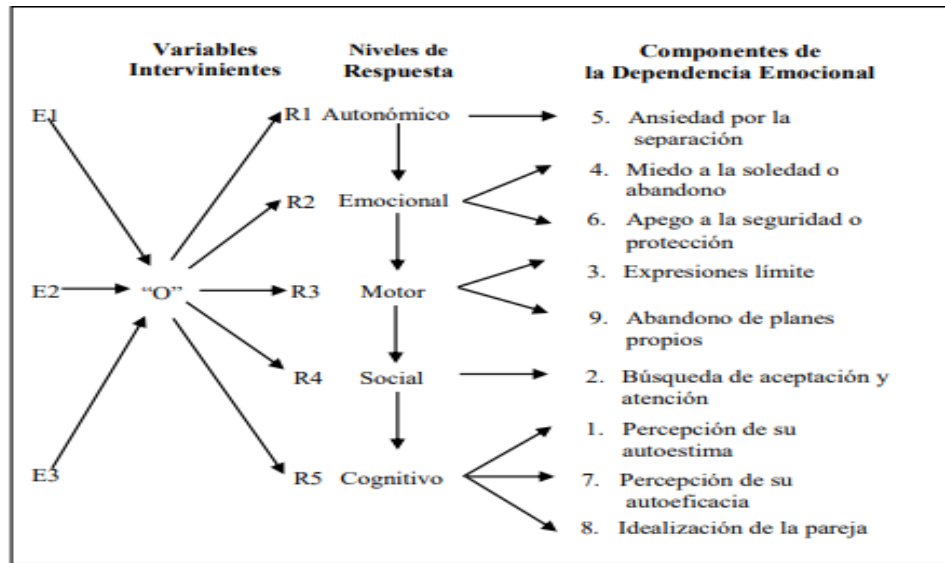 Variables
Intervinientes
Niveles de
Respuesta
Componentes de
la Dependencia Emocional
E1
R1 Autonómico
5. Ansiedad por la
separación
R2 Emocional
4. Miedo a la soledad o
abandono
6. Apego a la seguridad o
protección
E2
“O”
R3 Motor
3. Expresiones límite
9. Abandono de planes
propios
R4 Social
2. Búsqueda de aceptación y
atención
E3
R5 Cognitivo
1. Percepción de su
autoestima
7. Percepción de su
autoeficacia
8. Idealización de la pareja